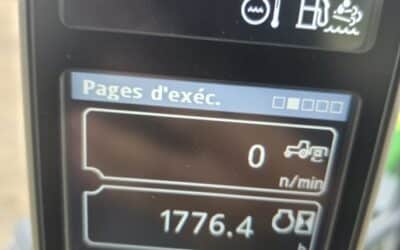 Pages d'exéc.
0
n/min
1776.4
h